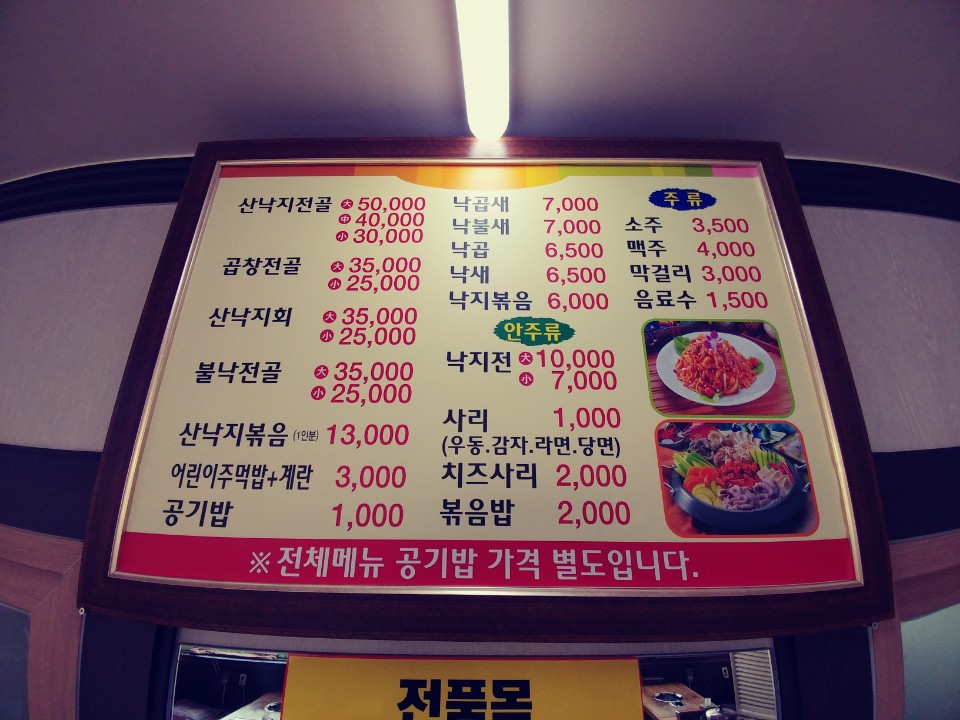 산낙지전골 大 50,000
中 40,000
小 30,000
곱창전골 大 35,000
小 25,000
산낙지회 大 35,000
小 25,000
불낙전골 大 35,000
小 25,000
산낙지볶음 (1인분) 13,000
어린이주먹밥+계란 3,000
공기밥 1,000
낙곱새 7,000
낙불새 7,000
낙곱 6,500
낙새 6,500
낙지볶음 6,000
안주류
낙지전 大 10,000
小 7,000
사리 1,000
(우동.감자.라면.당면)
치즈사리 2,000
볶음밥 2,000
주류
소주 3,500
맥주 4,000
막걸리 3,000
음료수 1,500
※전체메뉴 공기밥 가격 별도입니다.
전품목